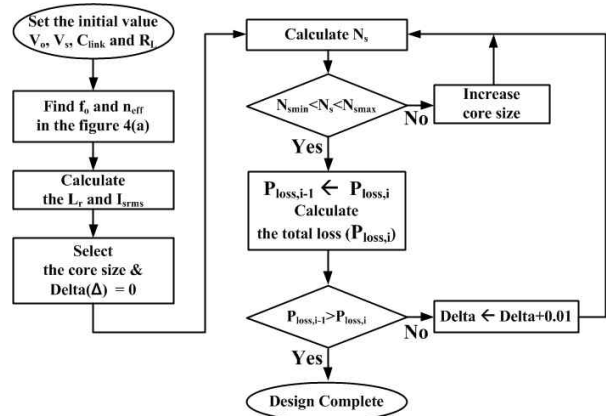 Set the initial value
Vo, Vs, Clink and RL
Find fo and neff
in the figure 4(a)
Calculate
the Lr and Isrms
Select
the core size &
Delta(Δ) = 0
Calculate Ns
Nsmin<Ns<Nsmax
No
Increase
core size
Yes
Ploss,i-1 ← Ploss,i
Calculate
the total loss (Ploss,i)
Ploss,i-1>Ploss,i
No
Delta ← Delta+0.01
Yes
Design Complete